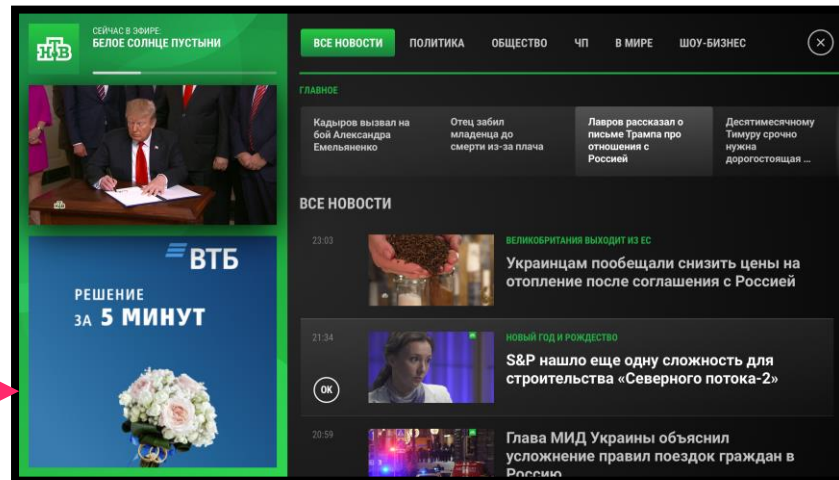 НТВ
СЕЙЧАС В ЭФИРЕ:
БЕЛОЕ СОЛНЦЕ ПУСТЫНИ
ВСЕ НОВОСТИ
ПОЛИТИКА
ОБЩЕСТВО
ЧП
В МИРЕ
ШОУ-БИЗНЕС
ГЛАВНОЕ
Кадыров вызвал на
бой Александра
Емельяненко
Отец забил
младенца до
смерти из-за плача
Лавров рассказал о
письме Трампа про
отношения с
Россией
Десятимесячному
Тимуру срочно
нужна
дорогостоящая ...
ВСЕ НОВОСТИ
23:03
ВЕЛИКОБРИТАНИЯ ВЫХОДИТ ИЗ ЕС
Украинцам пообещали снизить цены на
отопление после соглашения с Россией
21:34
OK
НОВЫЙ ГОД И РОЖДЕСТВО
S&P нашло еще одну сложность для
строительства «Северного потока-2»
20:59
Глава МИД Украины объяснил
усложнение правил поездок граждан в
Россию
ВТБ
РЕШЕНИЕ
ЗА 5 МИНУТ